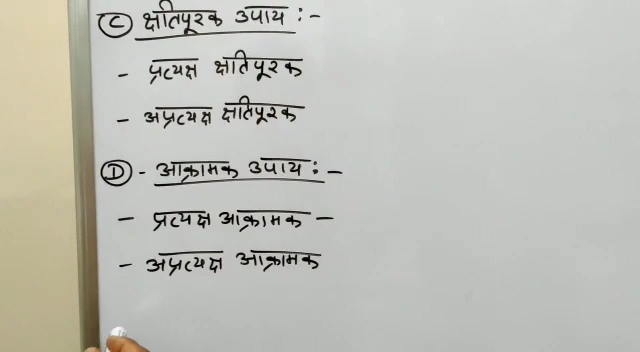 Ⓒ क्षतिपूरक उपाय :-
- प्रत्यक्ष क्षतिपूरक
- अप्रत्यक्ष क्षतिपूरक
Ⓓ - आक्रामक उपाय :-
- प्रत्यक्ष आक्रामक -
- अप्रत्यक्ष आक्रामक